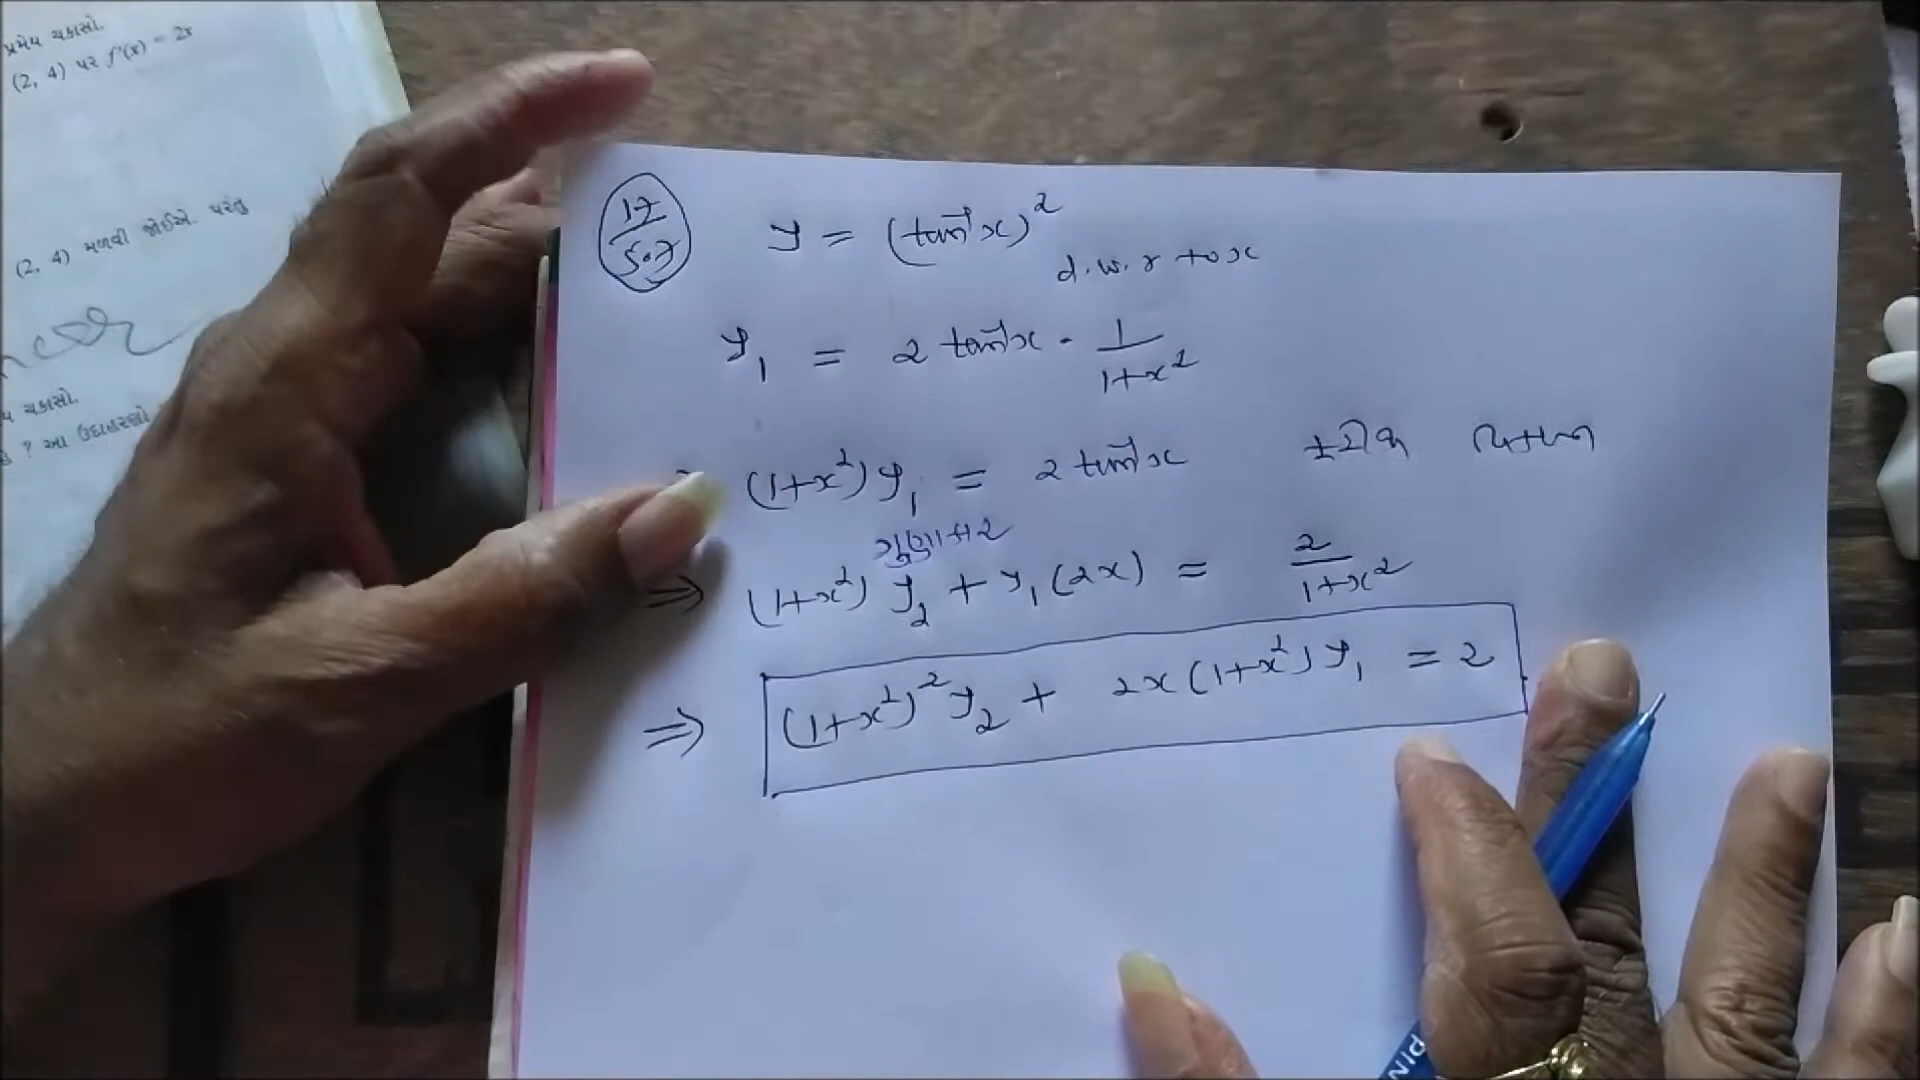 પ્રમેય ચકાસો.
(2, 4) પર f'(x) = 2x
(2, 4) મળવી જોઈએ. પરંતુ
ચકાસો.
? આ ઉદાહરણો
17/5.7
y = (tan⁻¹x)²
d.w.r to x
y₁ = 2 tan⁻¹x · 1/(1+x²)
(1+x²) y₁ = 2 tan⁻¹x
ગુણાકાર
⇒ (1+x²) y₂ + y₁ (2x) = 2/(1+x²)
⇒ (1+x²)² y₂ + 2x (1+x²) y₁ = 2